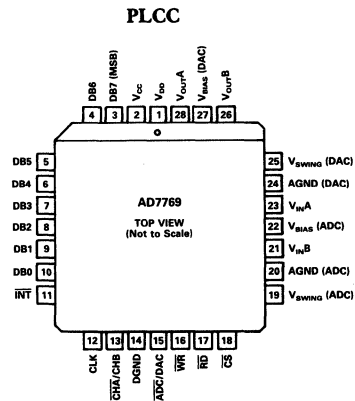 PLCC
DB6
DB7 (MSB)
VCC
VDD
VOUTA
VBIAS (DAC)
VOUTB
4 3 2 1 28 27 26
DB5 5
DB4 6
DB3 7
DB2 8
DB1 9
DB0 10
INT 11
AD7769
TOP VIEW
(Not to Scale)
25 VSWING (DAC)
24 AGND (DAC)
23 VINA
22 VBIAS (ADC)
21 VINB
20 AGND (ADC)
19 VSWING (ADC)
12 13 14 15 16 17 18
CLK
CHA/CHB
DGND
ADC/DAC
WR
RD
CS